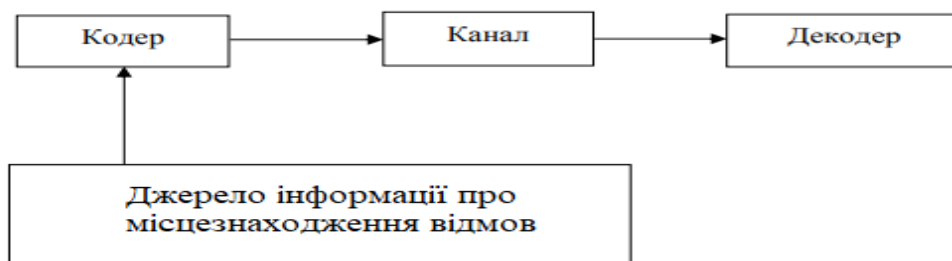 Кодер
Канал
Декодер
Джерело інформації про
місцезнаходження відмов